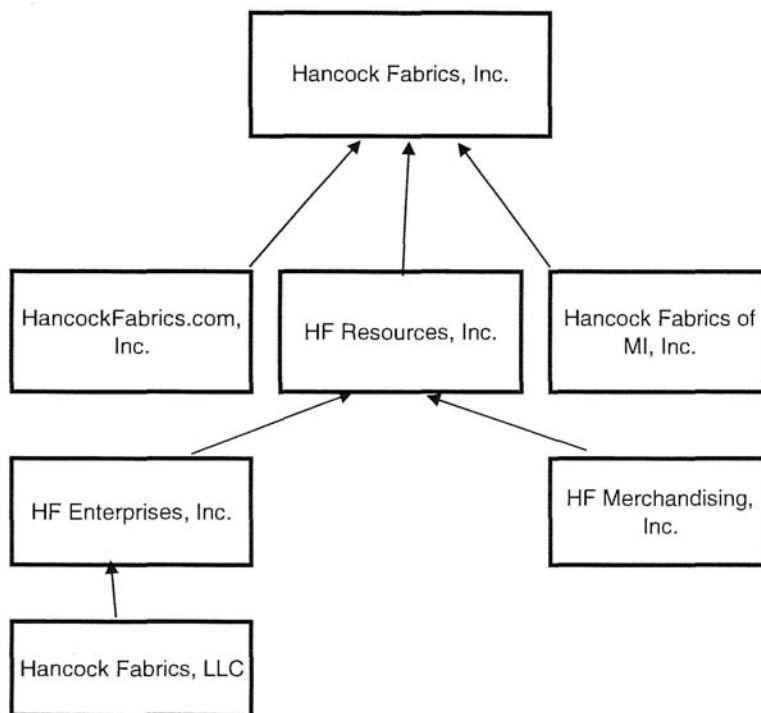 Hancock Fabrics, Inc.
HancockFabrics.com,
Inc.
HF Resources, Inc.
Hancock Fabrics of
MI, Inc.
HF Enterprises, Inc.
HF Merchandising,
Inc.
Hancock Fabrics, LLC